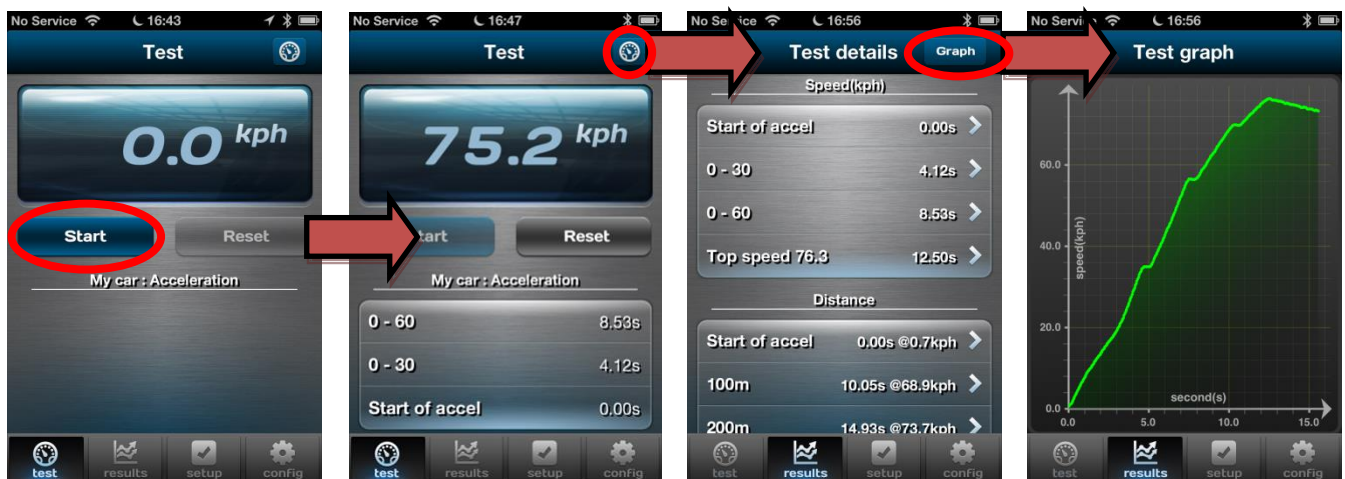 No Service 16:43
Test
0.0 kph
Start Reset
My car : Acceleration
test results setup config
No Service 16:47
Test
75.2 kph
tart Reset
My car : Acceleration
0 - 60 8.53s
0 - 30 4.12s
Start of accel 0.00s
test results setup config
No Se ice 16:56
Test details Graph
Speed(kph)
Start of accel 0.00s
0 - 30 4.12s
0 - 60 8.53s
Top speed 76.3 12.50s
Distance
Start of accel 0.00s @0.7kph
100m 10.05s @68.9kph
200m 14.93s @73.7kph
test results setup config
No Servi 16:56
Test graph
60.0
speed(kph)
40.0
20.0
second(s)
0.0
0.0 5.0 10.0 15.0
test results setup config